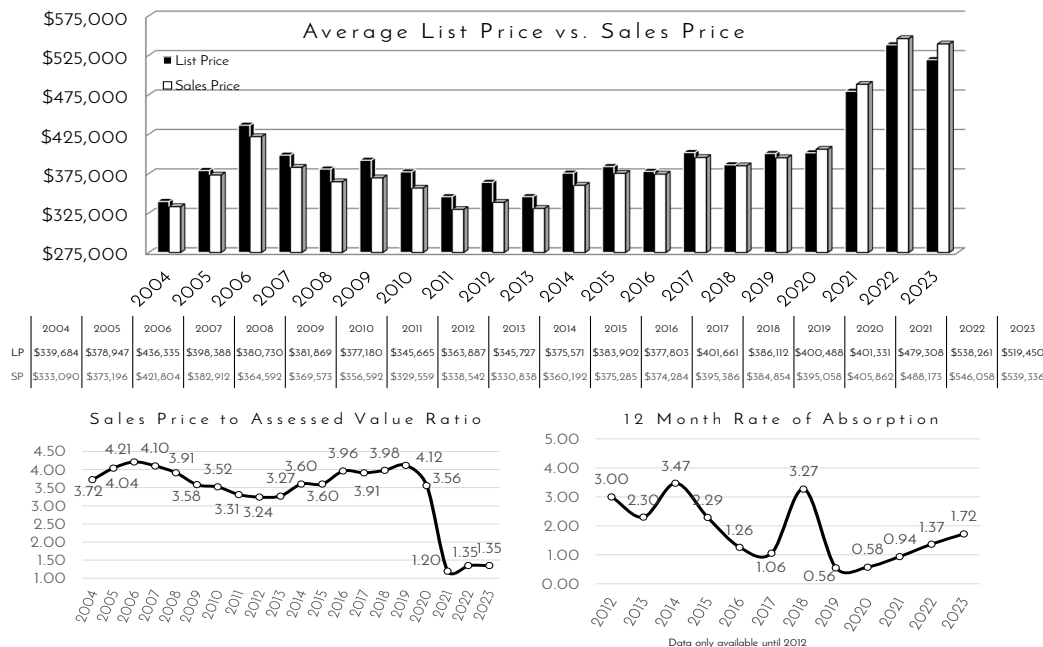 Average List Price vs. Sales Price
$575,000
$525,000
$475,000
$425,000
$375,000
$325,000
$275,000
List Price
Sales Price
2004 2005 2006 2007 2008 2009 2010 2011 2012 2013 2014 2015 2016 2017 2018 2019 2020 2021 2022 2023
2004 2005 2006 2007 2008 2009 2010 2011 2012 2013 2014 2015 2016 2017 2018 2019 2020 2021 2022 2023
LP $339,684 $378,947 $436,335 $398,388 $380,730 $381,869 $377,180 $345,665 $363,887 $345,727 $375,571 $383,902 $377,803 $401,661 $386,112 $400,488 $401,331 $479,308 $538,261 $519,450
SP $333,090 $373,196 $421,804 $382,912 $364,592 $369,573 $356,592 $329,559 $338,542 $330,838 $360,192 $375,285 $374,284 $395,386 $384,854 $395,058 $405,862 $488,173 $546,058 $539,336
Sales Price to Assessed Value Ratio
4.50
4.00
3.50
3.00
2.50
2.00
1.50
1.00
3.72 4.04 4.21 4.10 3.91 3.58 3.52 3.31 3.24 3.27 3.60 3.60 3.96 3.91 3.98 4.12 3.56 1.20 1.35 1.35
2004 2005 2006 2007 2008 2009 2010 2011 2012 2013 2014 2015 2016 2017 2018 2019 2020 2021 2022 2023
12 Month Rate of Absorption
5.00
4.00
3.00
2.00
1.00
0.00
3.00 2.30 3.47 2.29 1.26 1.06 3.27 0.56 0.58 0.94 1.37 1.72
2012 2013 2014 2015 2016 2017 2018 2019 2020 2021 2022 2023
Data only available until 2012